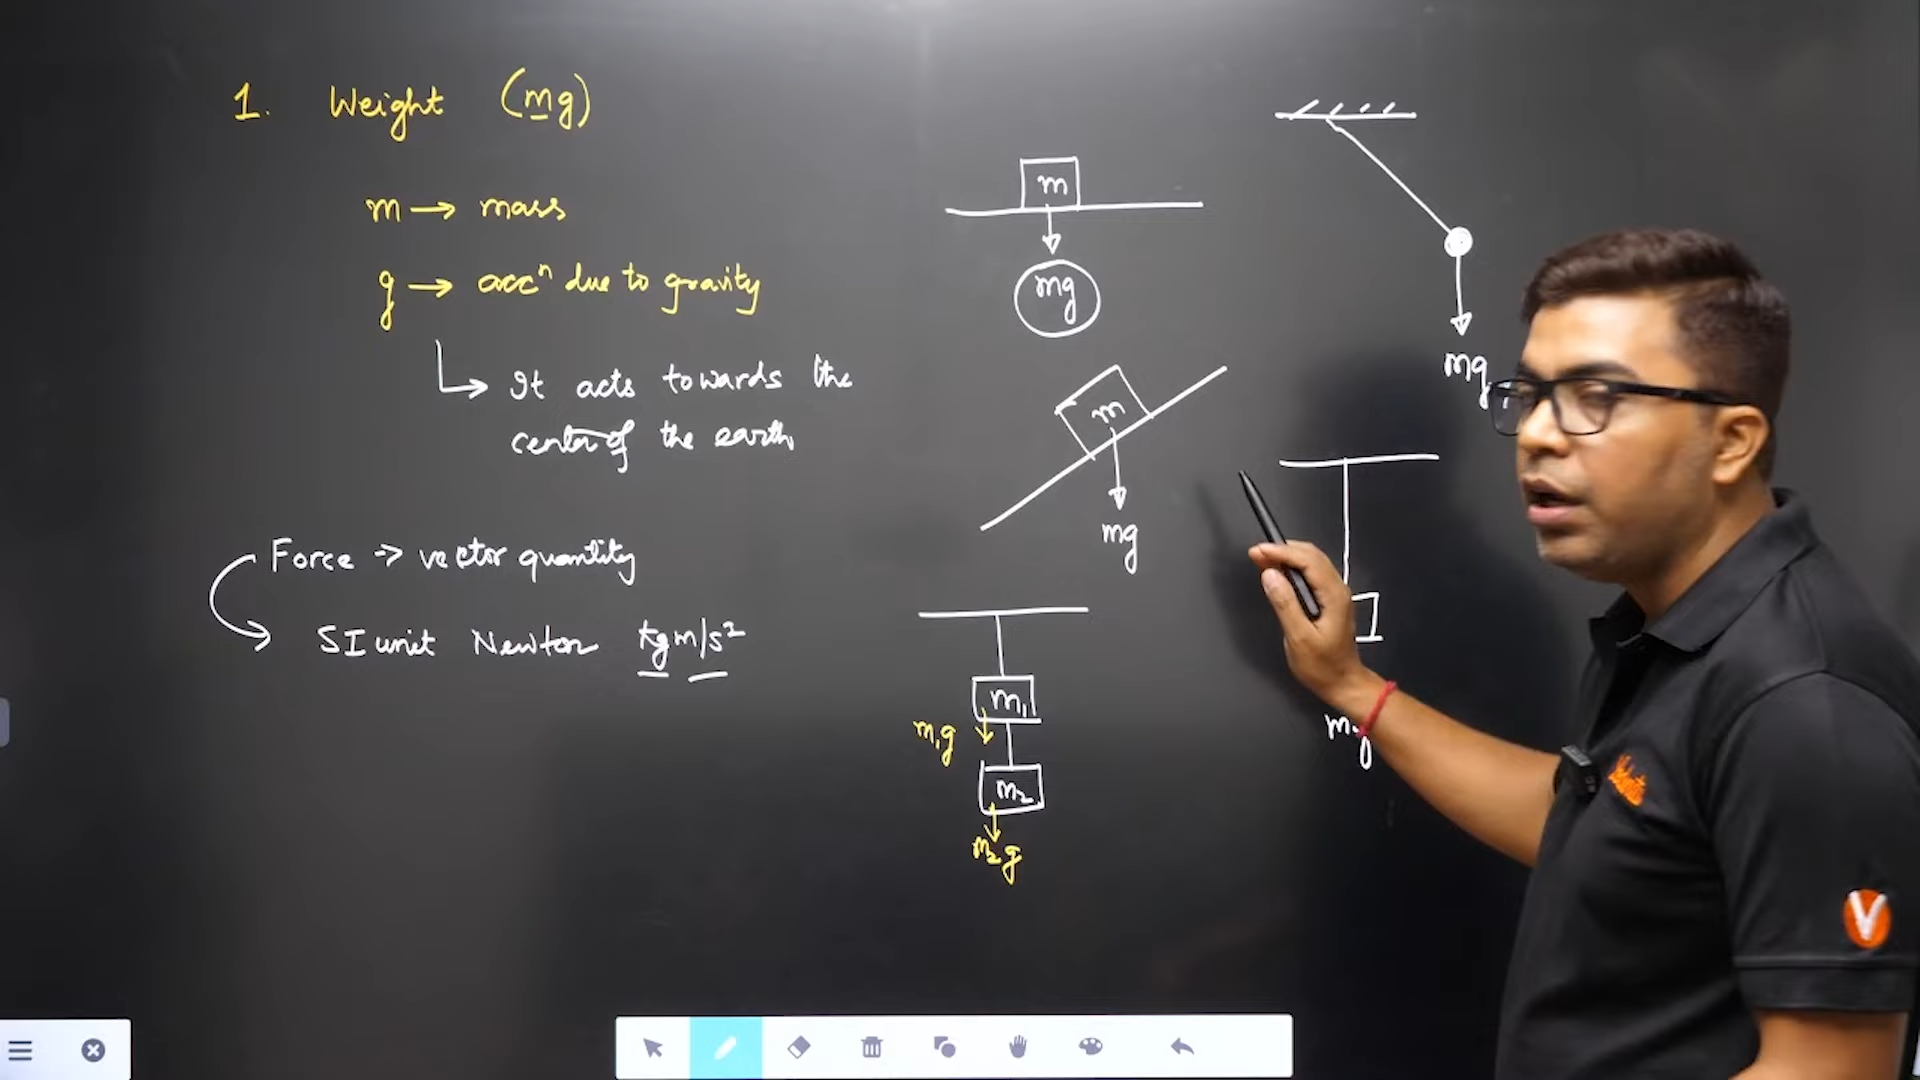 1. Weight (mg)
m → mass
g → accⁿ due to gravity
It acts towards the
center of the earth
Force → vector quantity
SI unit Newton kgm/s²
m
mg
m
mg
m₁
m₁g
m₂
m₂g
mg
mg
V